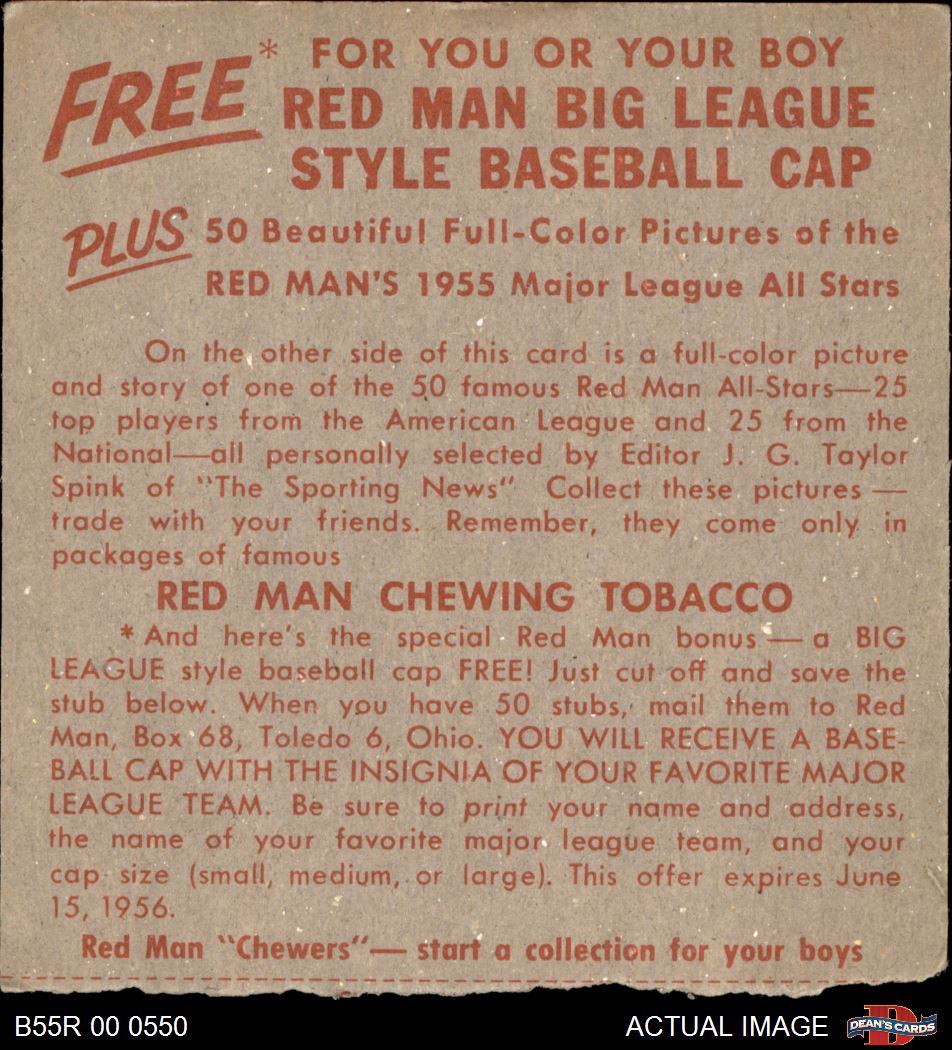 FREE* FOR YOU OR YOUR BOY
RED MAN BIG LEAGUE
STYLE BASEBALL CAP
PLUS 50 Beautiful Full-Color Pictures of the
RED MAN'S 1955 Major League All Stars
On the other side of this card is a full-color picture
and story of one of the 50 famous Red Man All-Stars—25
top players from the American League and 25 from the
National—all personally selected by Editor J. G. Taylor
Spink of "The Sporting News" Collect these pictures —
trade with your friends. Remember, they come only in
packages of famous
RED MAN CHEWING TOBACCO
* And here's the special Red Man bonus — a BIG
LEAGUE style baseball cap FREE! Just cut off and save the
stub below. When you have 50 stubs, mail them to Red
Man, Box 68, Toledo 6, Ohio. YOU WILL RECEIVE A BASE-
BALL CAP WITH THE INSIGNIA OF YOUR FAVORITE MAJOR
LEAGUE TEAM. Be sure to print your name and address,
the name of your favorite major league team, and your
cap size (small, medium, or large). This offer expires June
15, 1956.
Red Man "Chewers"— start a collection for your boys
B55R 00 0550 ACTUAL IMAGE D DEAN'S CARDS